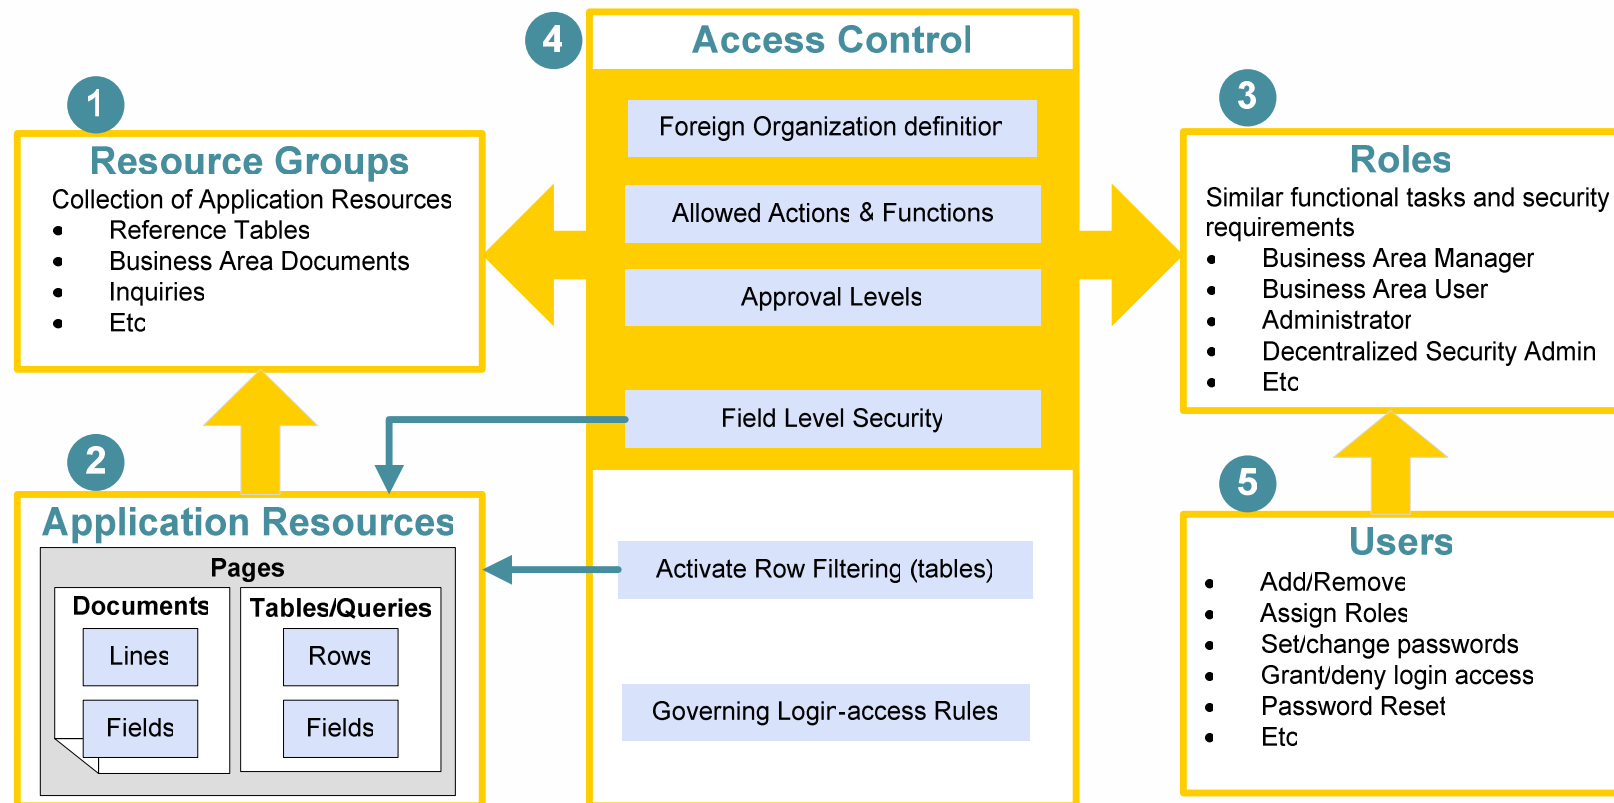 4
Access Control
Foreign Organization definition
Allowed Actions & Functions
Approval Levels
Field Level Security
Activate Row Filtering (tables)
Governing Login-access Rules
1
Resource Groups
Collection of Application Resources
• Reference Tables
• Business Area Documents
• Inquiries
• Etc
2
Application Resources
Pages
Documents
Lines
Fields
Tables/Queries
Rows
Fields
3
Roles
Similar functional tasks and security
requirements
• Business Area Manager
• Business Area User
• Administrator
• Decentralized Security Admin
• Etc
5
Users
• Add/Remove
• Assign Roles
• Set/change passwords
• Grant/deny login access
• Password Reset
• Etc